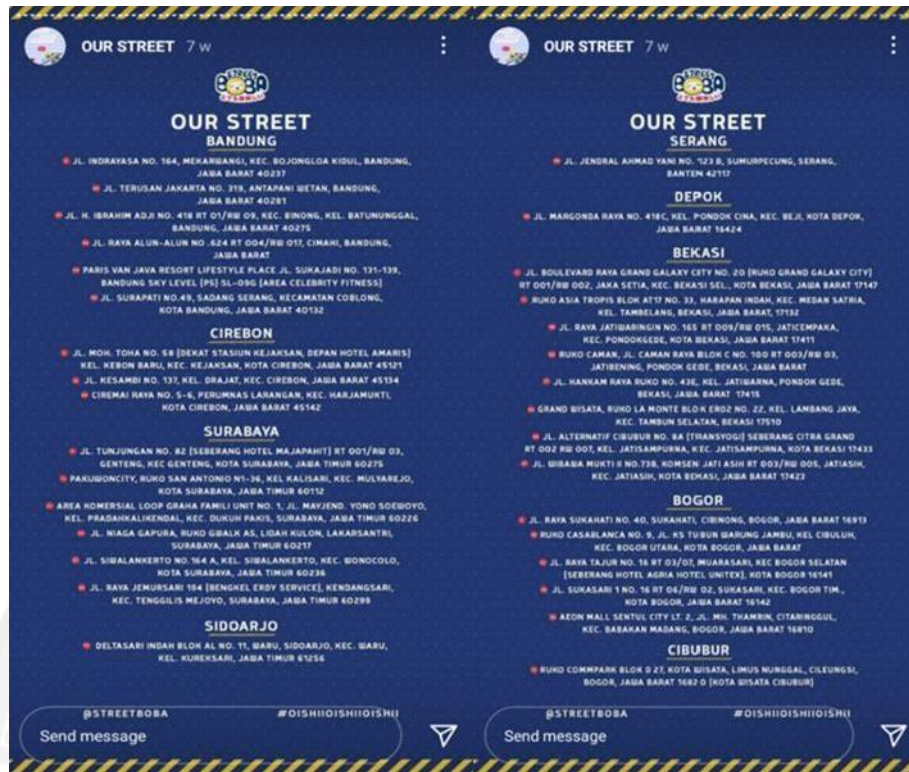 OUR STREET 7 w
STREET
BOBA
OUR STREET
BANDUNG
JL. INDRAYASA NO. 164, MEKARWANGI, KEC. BOJONGLOA KIDUL, BANDUNG,
JAWA BARAT 40237
JL. TERUSAN JAKARTA NO. 319, ANTAPANI WETAN, BANDUNG,
JAWA BARAT 40281
JL. H. IBRAHIM ADJI NO. 418 RT 01/RW 09, KEC. BINONG, KEL. BATUNUNGGAL,
BANDUNG, JAWA BARAT 40275
JL. RAYA ALUN-ALUN NO .624 RT 004/RW 017, CIMAHI, BANDUNG,
JAWA BARAT
PARIS VAN JAVA RESORT LIFESTYLE PLACE JL. SUKAJADI NO. 131-139,
BANDUNG SKY LEVEL [PS] SL-09G [AREA CELEBRITY FITNESS]
JL. SURAPATI NO.49, SADANG SERANG, KECAMATAN COBLONG,
KOTA BANDUNG, JAWA BARAT 40132
CIREBON
JL. MOH. TOHA NO. 58 [DEKAT STASIUN KEJAKSAN, DEPAN HOTEL AMARIS]
KEL. KEBON BARU, KEC. KEJAKSAN, KOTA CIREBON, JAWA BARAT 45121
JL. KESAMBI NO. 137, KEL. DRAJAT, KEC. CIREBON, JAWA BARAT 45134
CIREMAI RAYA NO. 5-6, PERUMNAS LARANGAN, KEC. HARJAMUKTI,
KOTA CIREBON, JAWA BARAT 45142
SURABAYA
JL. TUNJUNGAN NO. 82 [SEBERANG HOTEL MAJAPAHIT] RT 001/RW 03,
GENTENG, KEC GENTENG, KOTA SURABAYA, JAWA TIMUR 60275
PAKUWONCITY, RUKO SAN ANTONIO N1-36, KEL KALISARI, KEC. MULYAREJO,
KOTA SURABAYA, JAWA TIMUR 60112
AREA KOMERSIAL LOOP GRAHA FAMILI UNIT NO. 1, JL. MAYJEND. YONO SOEWOYO,
KEL. PRADAHKALIKENDAL, KEC. DUKUH PAKIS, SURABAYA, JAWA TIMUR 60226
JL. NIAGA GAPURA, RUKO GWALK A5, LIDAH KULON, LAKARSANTRI,
SURABAYA, JAWA TIMUR 60217
JL. SIWALANKERTO NO.164 A, KEL. SIWALANKERTO, KEC. WONOCOLO,
KOTA SURABAYA, JAWA TIMUR 60236
JL. RAYA JEMURSARI 194 [BENGKEL ERDY SERVICE], KENDANGSARI,
KEC. TENGGILIS MEJOYO, SURABAYA, JAWA TIMUR 60299
SIDOARJO
DELTASARI INDAH BLOK AL NO. 11, WARU, SIDOARJO, KEC. WARU,
KEL. KUREKSARI, JAWA TIMUR 61256
@STREETBOBA #OISHIIOISHIIOISHII
Send message
OUR STREET 7 w
STREET
BOBA
OUR STREET
SERANG
JL. JENDRAL AHMAD YANI NO. 123 B, SUMURPECUNG, SERANG,
BANTEN 42117
DEPOK
JL. MARGONDA RAYA NO. 418C, KEL. PONDOK CINA, KEC. BEJI, KOTA DEPOK,
JAWA BARAT 16424
BEKASI
JL. BOULEVARD RAYA GRAND GALAXY CITY NO. 20 [RUKO GRAND GALAXY CITY]
RT 001/RW 002, JAKA SETIA, KEC. BEKASI SEL., KOTA BEKASI, JAWA BARAT 17147
RUKO ASIA TROPIS BLOK AT17 NO. 33, HARAPAN INDAH, KEC. MEDAN SATRIA,
KEL. TAMBELANG, BEKASI, JAWA BARAT, 17132
JL. RAYA JATIWARINGIN NO. 165 RT 009/RW 015, JATICEMPAKA,
KEC. PONDOKGEDE, KOTA BEKASI, JAWA BARAT 17411
RUKO CAMAN, JL. CAMAN RAYA BLOK C NO. 100 RT 003/RW 03,
JATIBENING, PONDOK GEDE, BEKASI, JAWA BARAT
JL. HANKAM RAYA RUKO NO. 43E, KEL. JATIWARNA, PONDOK GEDE,
BEKASI, JAWA BARAT 17415
GRAND WISATA, RUKO LA MONTE BLOK ER02 NO. 22, KEL. LAMBANG JAYA,
KEC. TAMBUN SELATAN, BEKASI 17510
JL. ALTERNATIF CIBUBUR NO. 8A [TRANSYOGI] SEBERANG CITRA GRAND
RT 002 RW 007, KEL. JATISAMPURNA, KEC. JATISAMPURNA, KOTA BEKASI 17433
JL. WIBAWA MUKTI II NO.73B, KOMSEN JATI ASIH RT 003/RW 005, JATIASIH,
KEC. JATIASIH, KOTA BEKASI, JAWA BARAT 17423
BOGOR
JL. RAYA SUKAHATI NO. 40, SUKAHATI, CIBINONG, BOGOR, JAWA BARAT 16913
RUKO CASABLANCA NO. 9, JL. KS TUBUN WARUNG JAMBU, KEL CIBULUH,
KEC. BOGOR UTARA, KOTA BOGOR, JAWA BARAT
JL. RAYA TAJUR NO. 16 RT 03/07, MUARASARI, KEC BOGOR SELATAN
[SEBERANG HOTEL AGRIA HOTEL UNITEX], KOTA BOGOR 16141
JL. SUKASARI 1 NO. 16 RT 06/RW 02, SUKASARI, KEC. BOGOR TIM.,
KOTA BOGOR, JAWA BARAT 16142
AEON MALL SENTUL CITY LT. 2, JL. MH. THAMRIN, CITARINGGUL,
KEC. BABAKAN MADANG, BOGOR, JAWA BARAT 16810
CIBUBUR
RUKO COMMPARK BLOK D 27, KOTA WISATA, LIMUS NUNGGAL, CILEUNGSI,
BOGOR, JAWA BARAT 1682 0 [KOTA WISATA CIBUBUR]
@STREETBOBA #OISHIIOISHIIOISHII
Send message